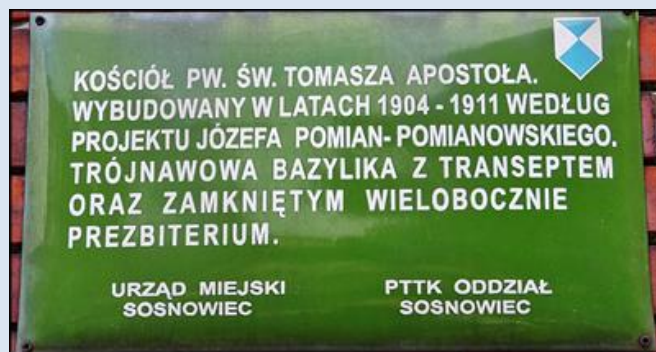 KOŚCIÓŁ PW. ŚW. TOMASZA APOSTOŁA.
WYBUDOWANY W LATACH 1904 - 1911 WEDŁUG
PROJEKTU JÓZEFA POMIAN- POMIANOWSKIEGO.
TRÓJNAWOWA BAZYLIKA Z TRANSEPTEM
ORAZ ZAMKNIĘTYM WIELOBOCZNIE
PREZBITERIUM.
URZĄD MIEJSKI
SOSNOWIEC
PTTK ODDZIAŁ
SOSNOWIEC